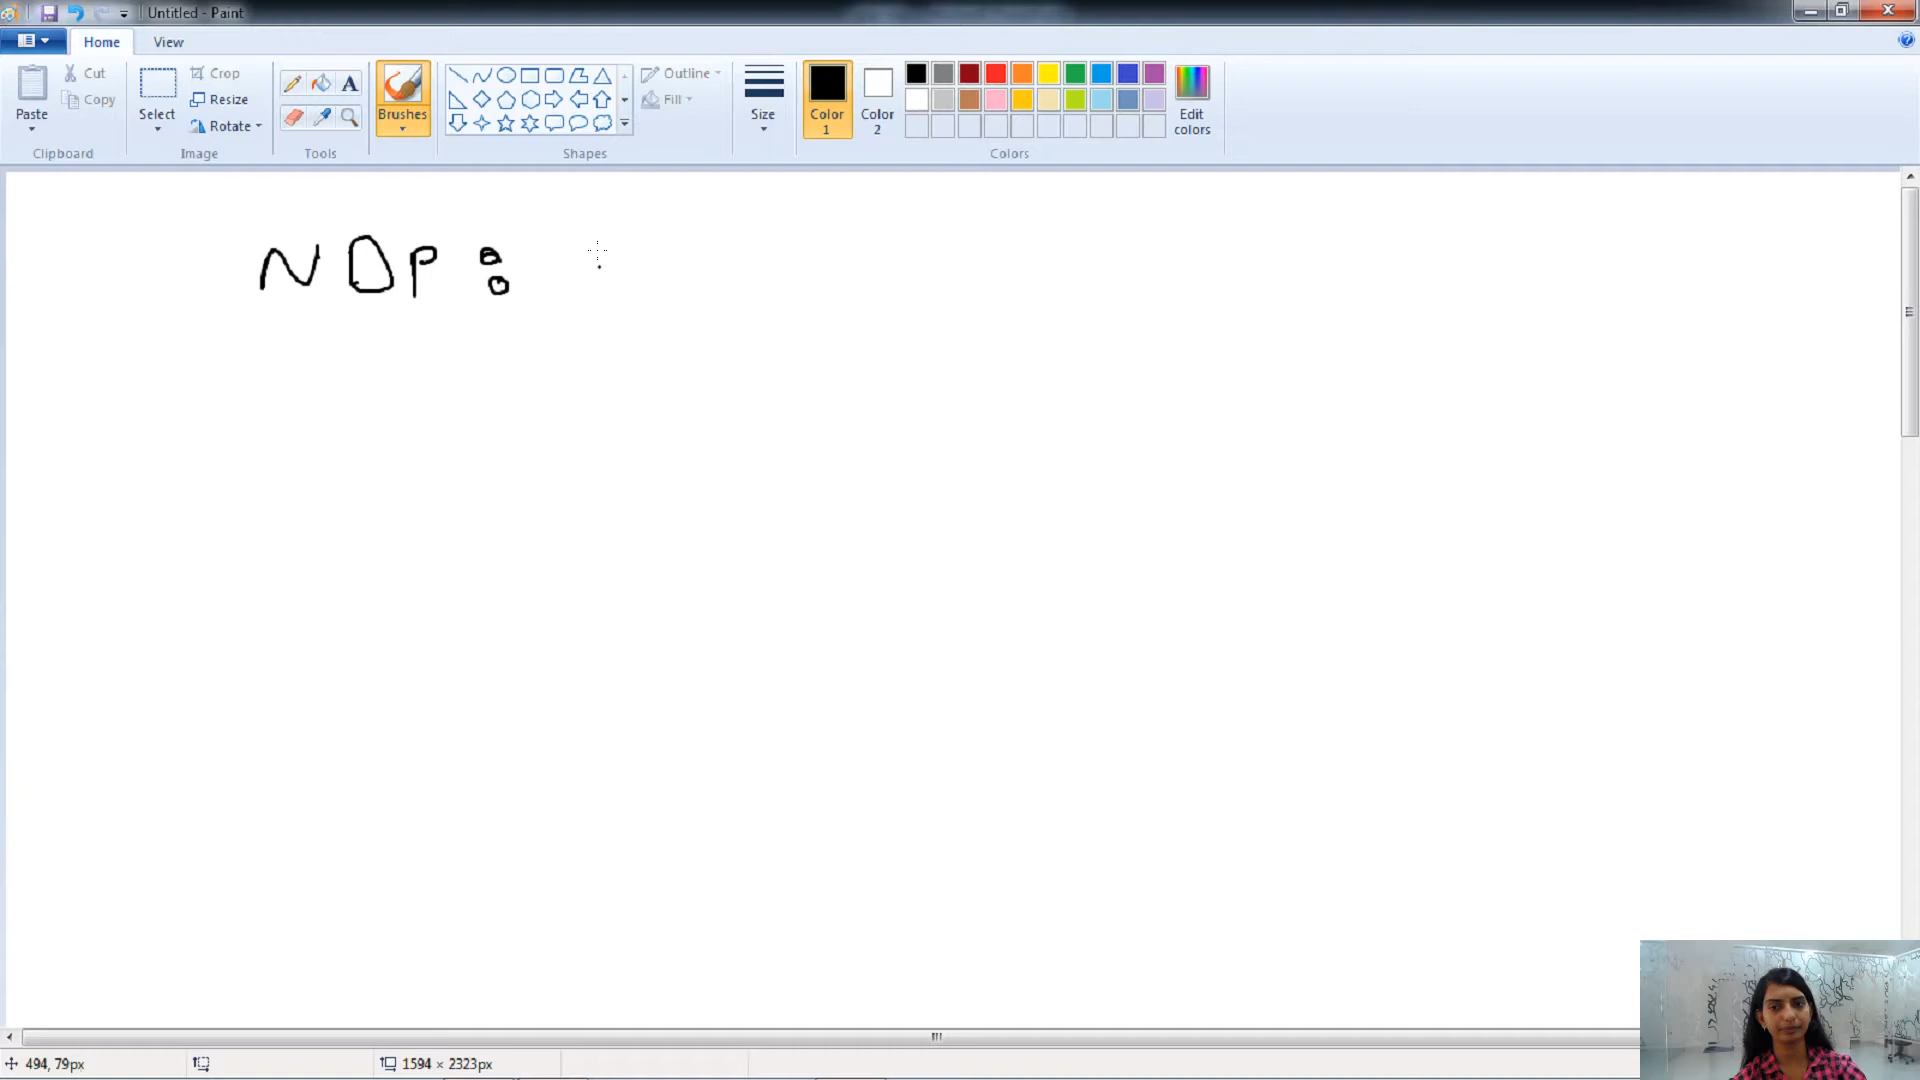 Untitled - Paint
Home View
Paste
Cut
Copy
Clipboard
Select
Crop
Resize
Rotate
Image
Tools
Brushes
Shapes
Outline
Fill
Size
Color 1
Color 2
Edit colors
Colors
NDP :
494, 79px
1594 × 2323px